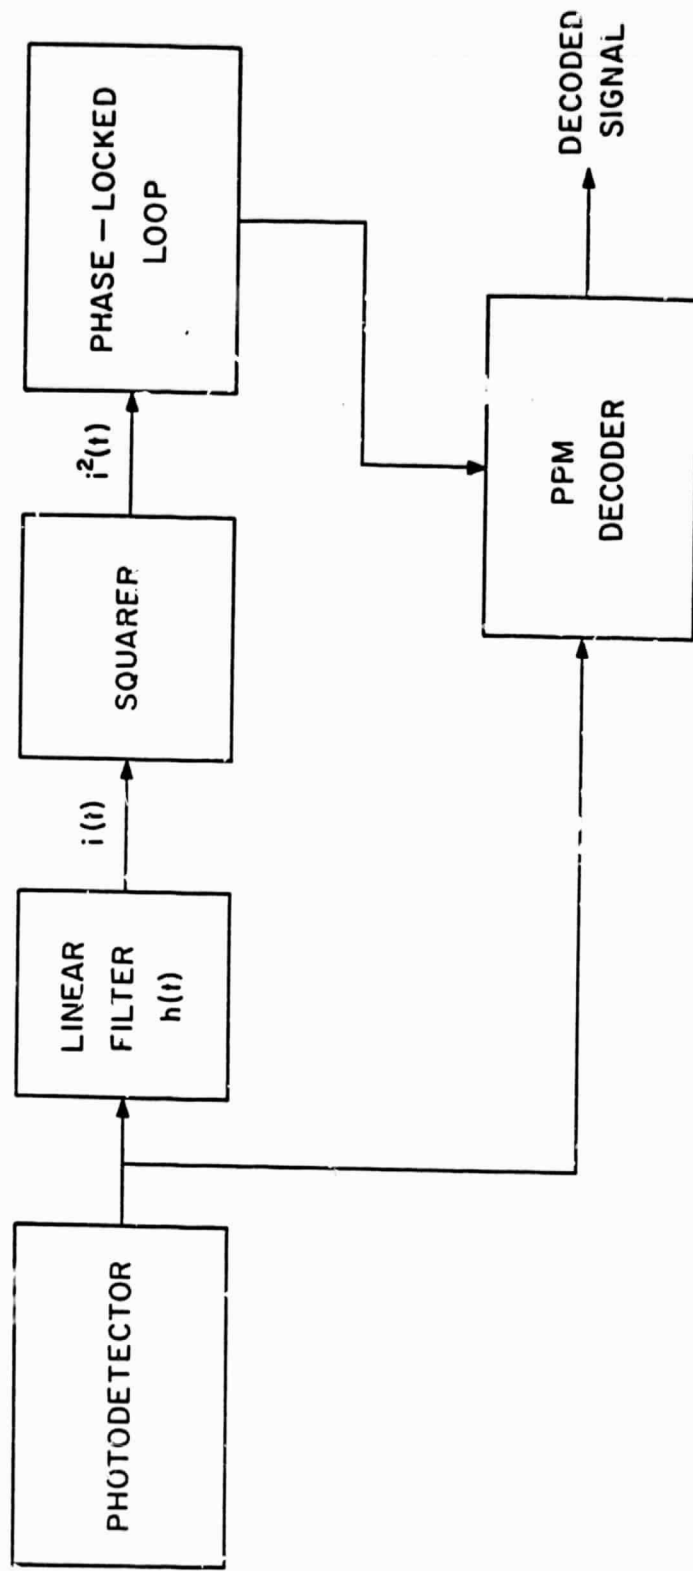 PHOTODETECTOR
LINEAR
FILTER
h(t)
i(t)
SQUARER
i²(t)
PHASE – LOCKED
LOOP
PPM
DECODER
DECODED
SIGNAL